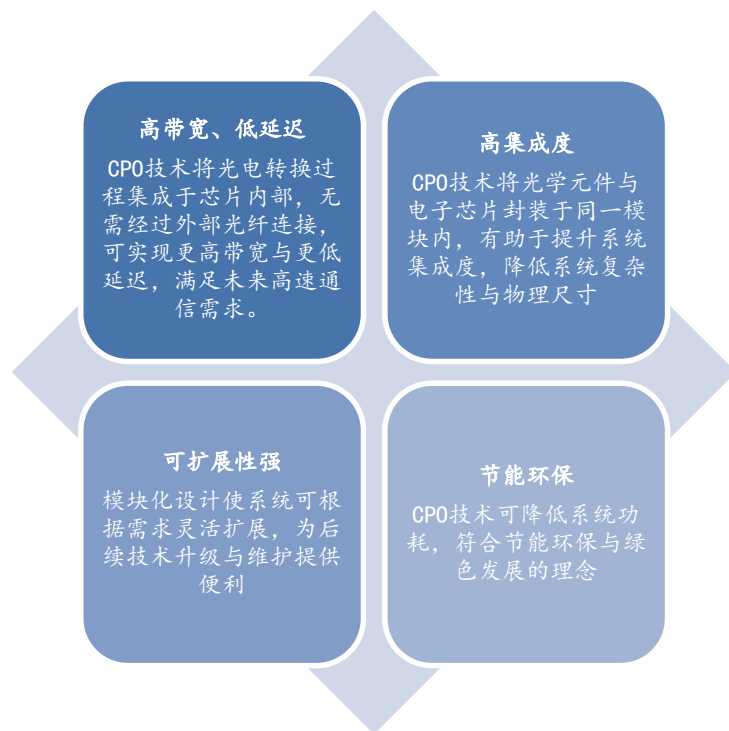 高带宽、低延迟
CPO技术将光电转换过
程集成于芯片内部，无
需经过外部光纤连接，
可实现更高带宽与更低
延迟，满足未来高速通
信需求。
高集成度
CPO技术将光学元件与
电子芯片封装于同一模
块内，有助于提升系统
集成度，降低系统复杂
性与物理尺寸
可扩展性强
模块化设计使系统可根
据需求灵活扩展，为后
续技术升级与维护提供
便利
节能环保
CPO技术可降低系统功
耗，符合节能环保与绿
色发展的理念